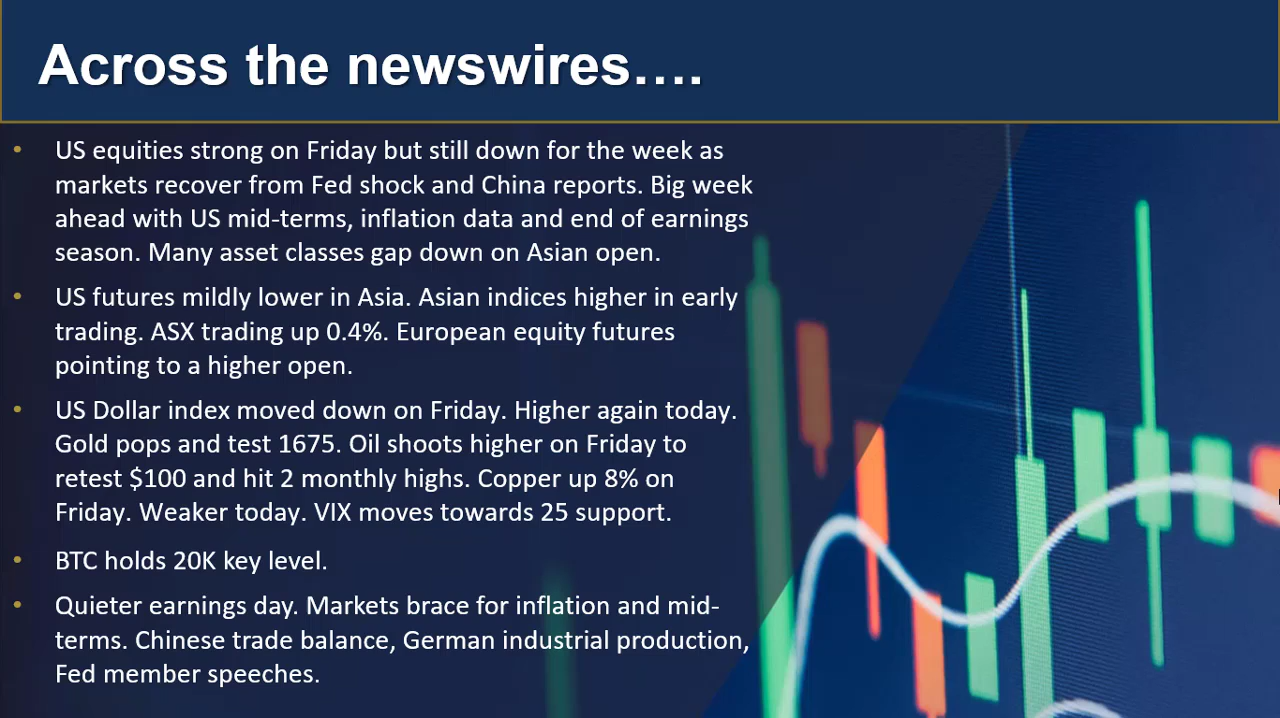 Across the newswires….
• US equities strong on Friday but still down for the week as
markets recover from Fed shock and China reports. Big week
ahead with US mid-terms, inflation data and end of earnings
season. Many asset classes gap down on Asian open.
• US futures mildly lower in Asia. Asian indices higher in early
trading. ASX trading up 0.4%. European equity futures
pointing to a higher open.
• US Dollar index moved down on Friday. Higher again today.
Gold pops and test 1675. Oil shoots higher on Friday to
retest $100 and hit 2 monthly highs. Copper up 8% on
Friday. Weaker today. VIX moves towards 25 support.
• BTC holds 20K key level.
• Quieter earnings day. Markets brace for inflation and mid-
terms. Chinese trade balance, German industrial production,
Fed member speeches.